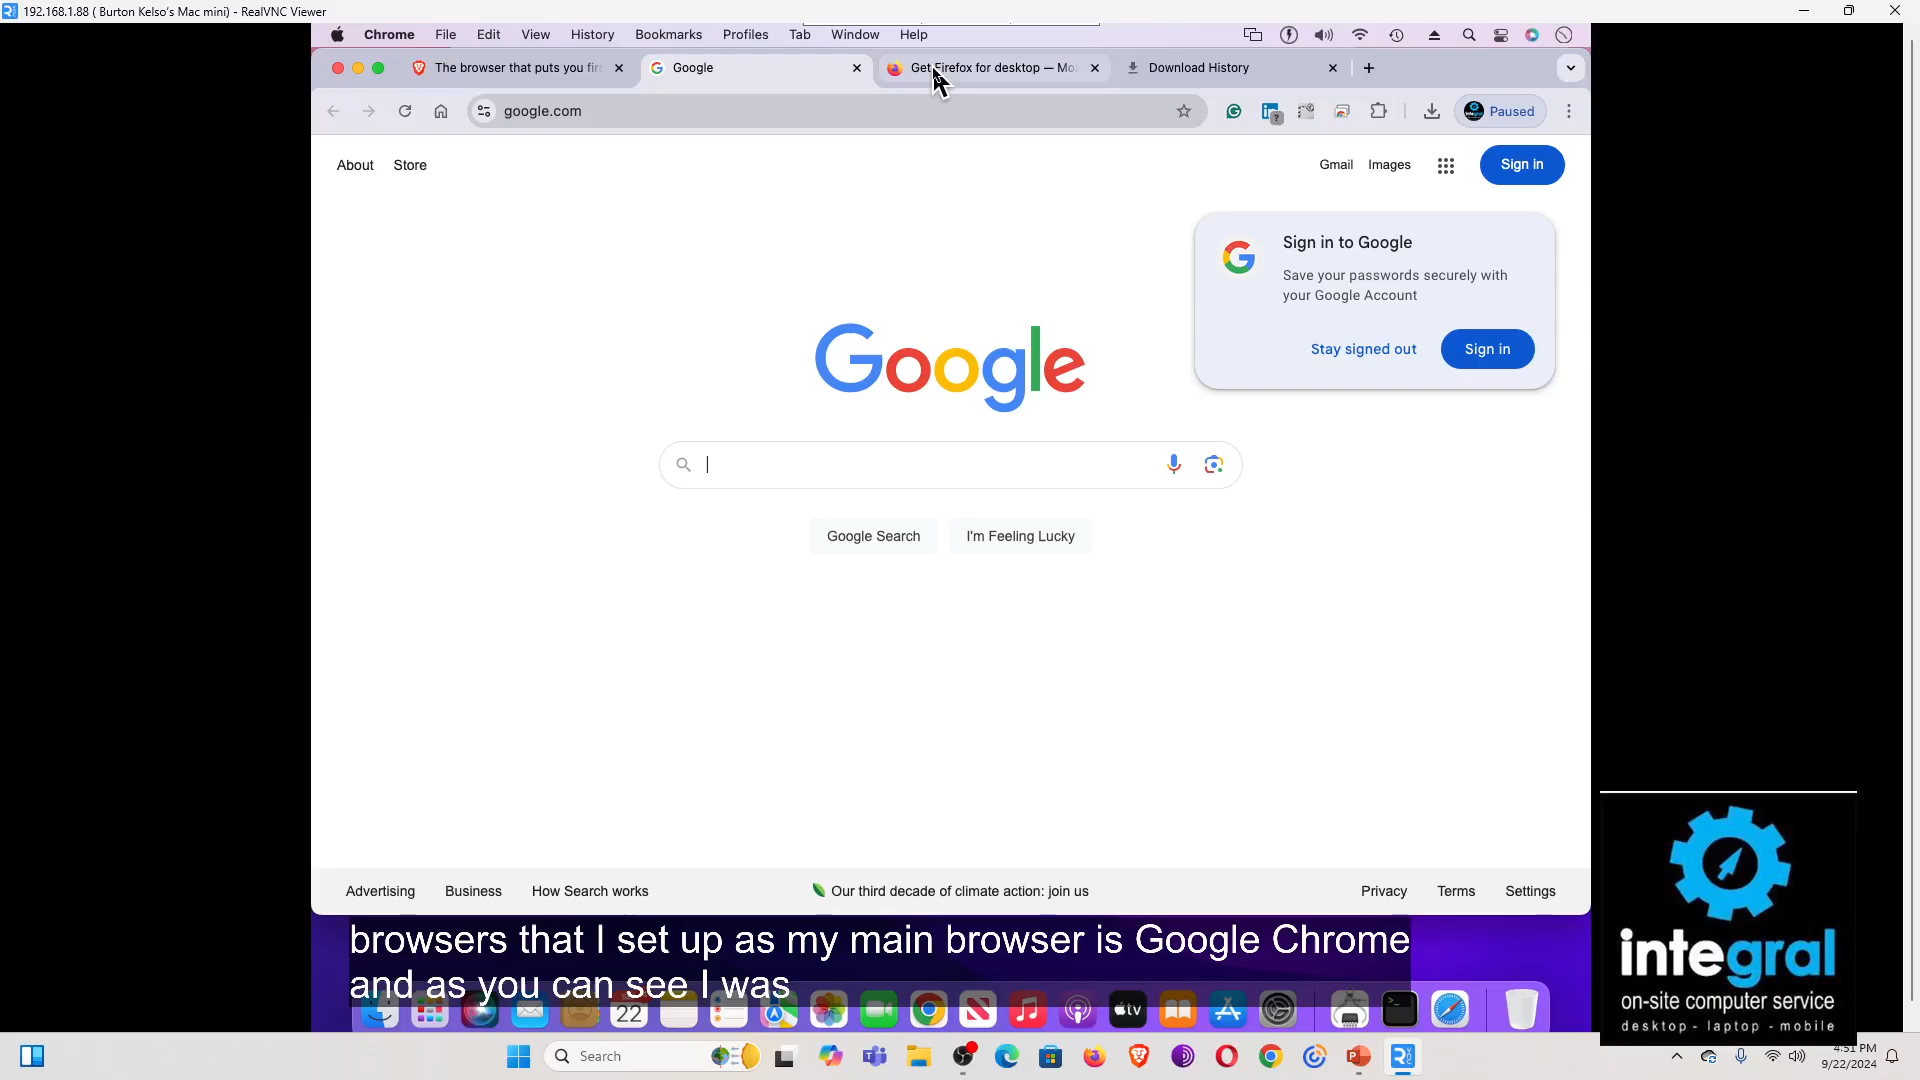 192.168.1.88 ( Burton Kelso's Mac mini) - RealVNC Viewer
Chrome File Edit View History Bookmarks Profiles Tab Window Help
The browser that puts you fir
Google
Get Firefox for desktop — Mo
Download History
google.com
Paused
About Store
Gmail Images
Sign in
Sign in to Google
Save your passwords securely with
your Google Account
Stay signed out
Sign in
Google
Google Search
I'm Feeling Lucky
Advertising Business How Search works
Our third decade of climate action: join us
Privacy Terms Settings
browsers that I set up as my main browser is Google Chrome
and as you can see I was
22
tv
integral
on-site computer service
desktop - laptop - mobile
Search
4:51 PM
9/22/2024